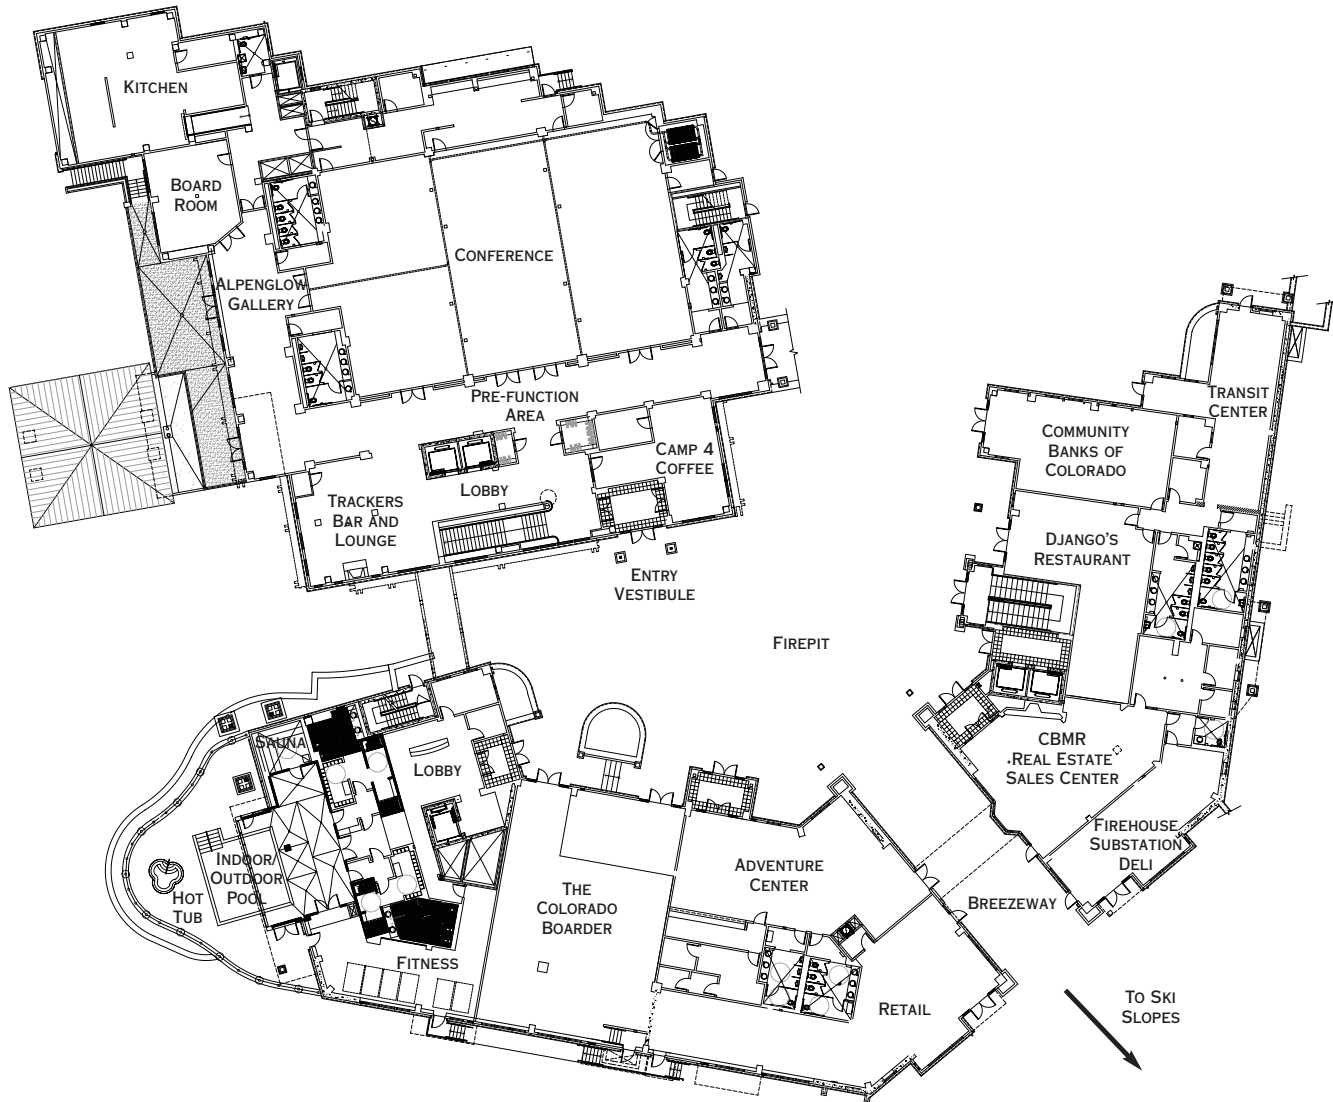 Kitchen
Board
Room
Conference
Alpenglow
Gallery
Pre-function
Area
Camp 4
Coffee
Lobby
Trackers
Bar and
Lounge
Entry
Vestibule
Transit
Center
Community
Banks of
Colorado
Django's
Restaurant
Firepit
CBMR
Real Estate
Sales Center
Firehouse
Substation
Deli
Sauna
Lobby
Indoor/
Outdoor
Pool
Hot
Tub
Fitness
The
Colorado
Boarder
Adventure
Center
Breezeway
Retail
To Ski
Slopes